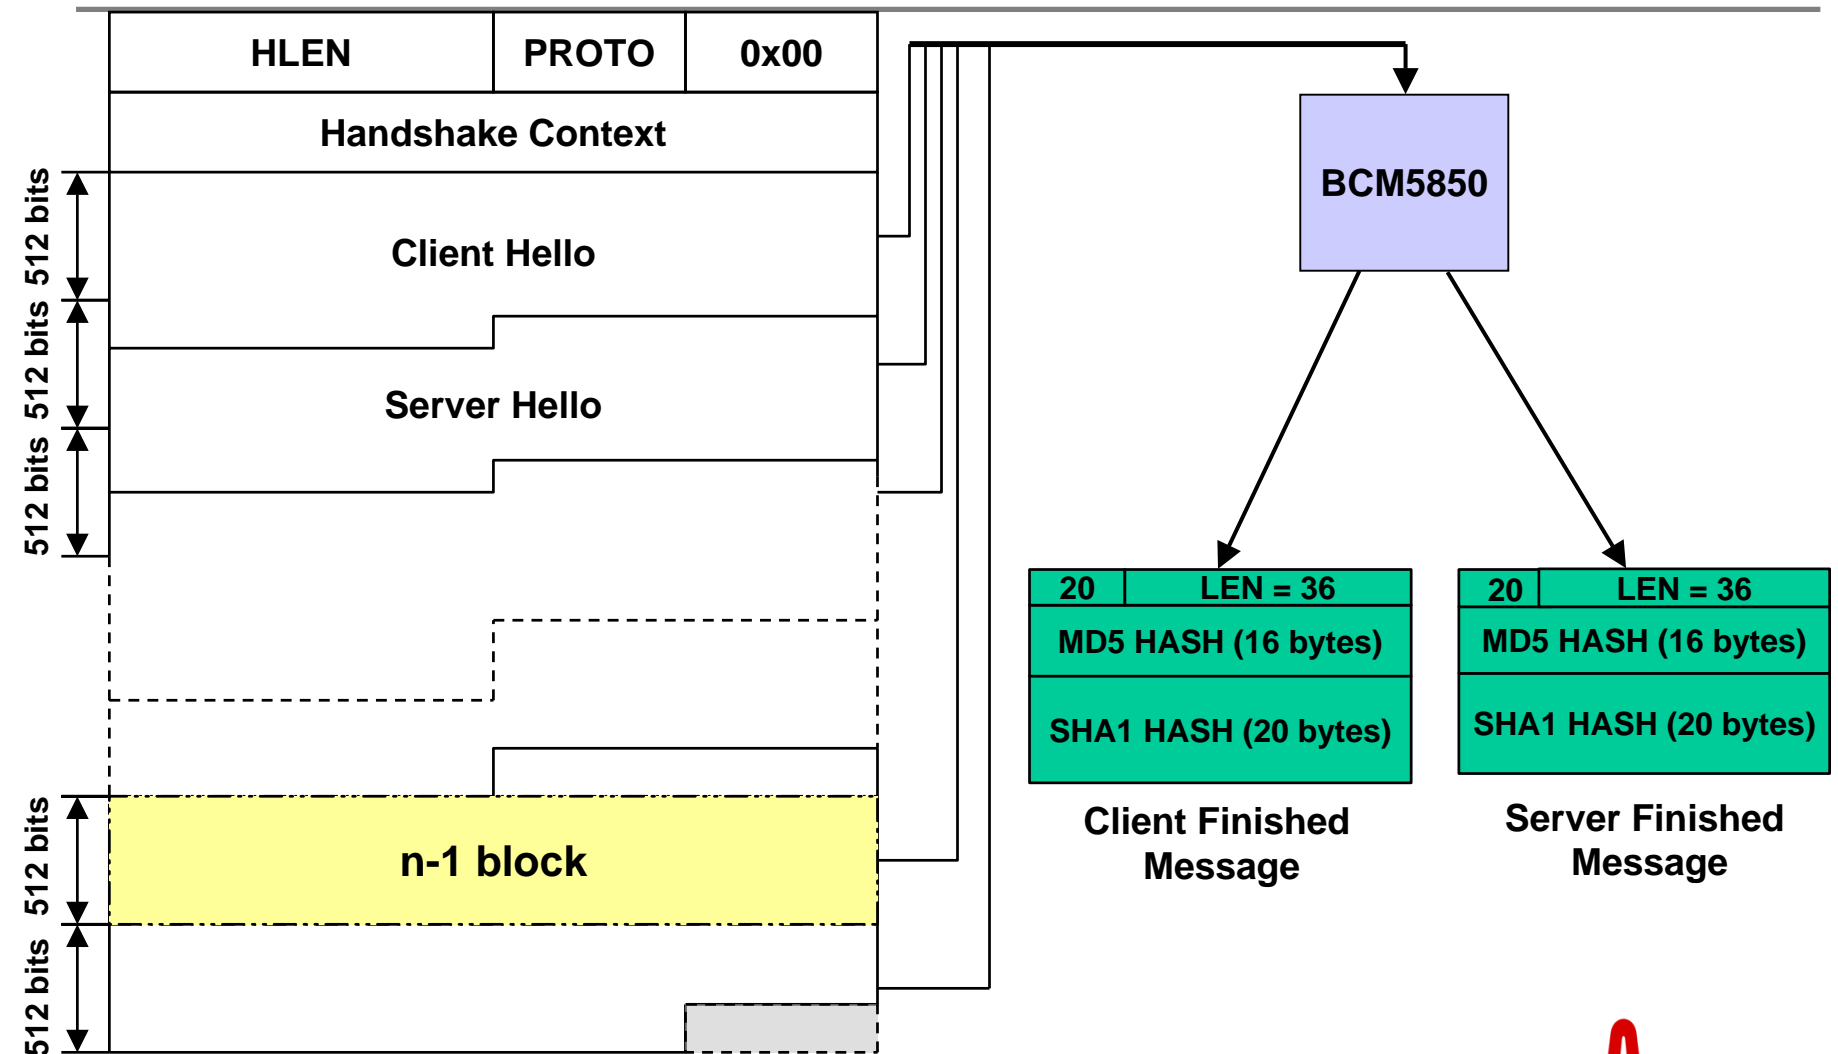 HLEN PROTO 0x00
Handshake Context
BCM5850
512 bits
Client Hello
512 bits
Server Hello
512 bits
20 LEN = 36
MD5 HASH (16 bytes)
SHA1 HASH (20 bytes)
Client Finished
Message
20 LEN = 36
MD5 HASH (16 bytes)
SHA1 HASH (20 bytes)
Server Finished
Message
512 bits
n-1 block
512 bits